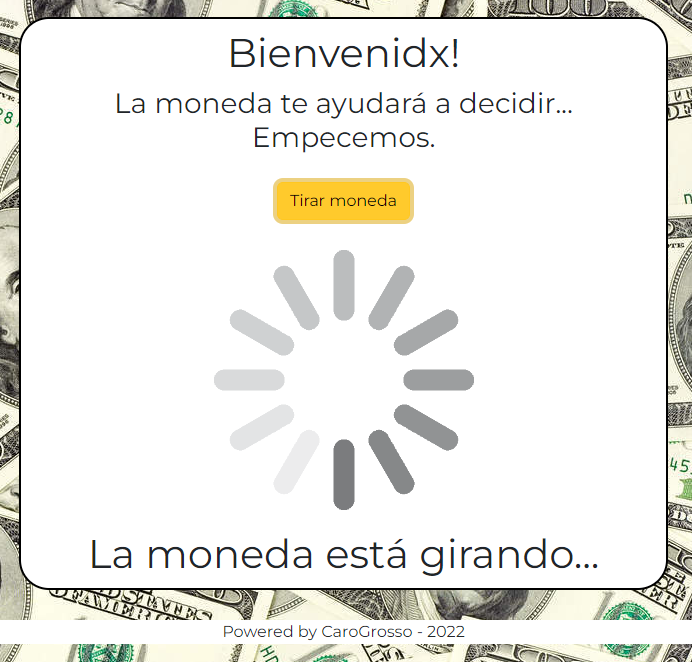 Bienvenidx!
La moneda te ayudará a decidir...
Empecemos.
Tirar moneda
La moneda está girando...
Powered by CaroGrosso - 2022